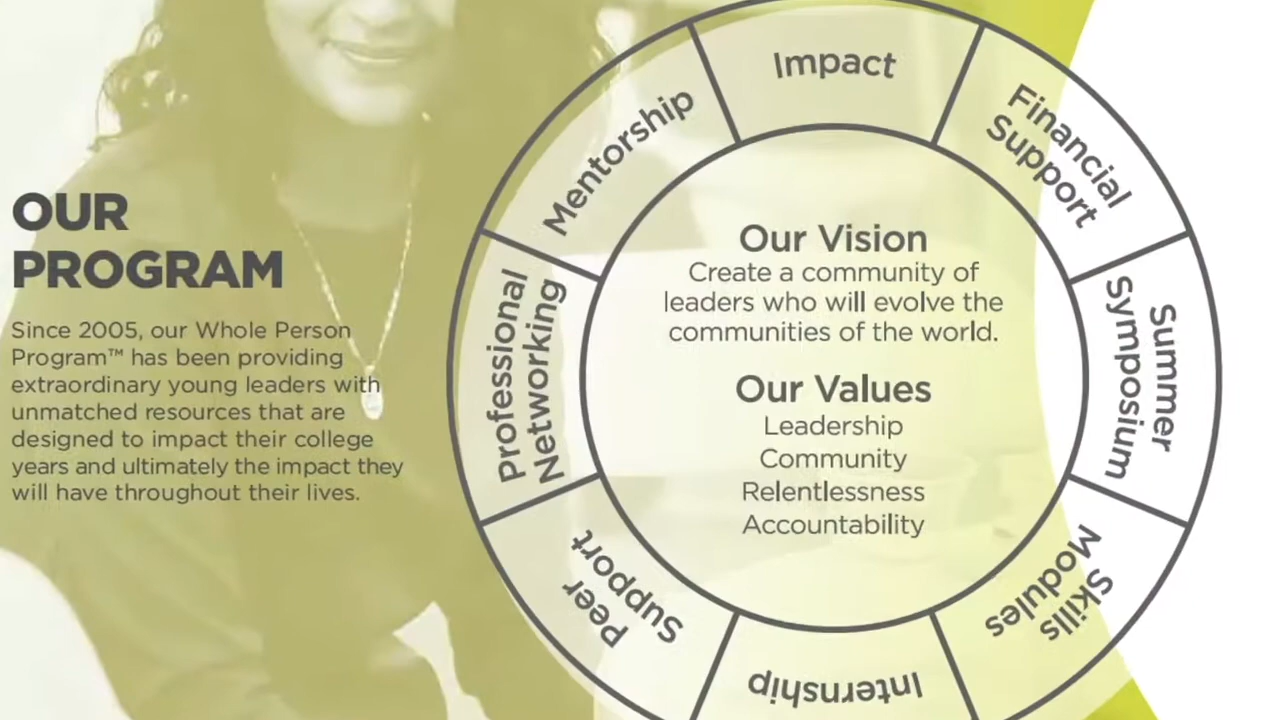 OUR
PROGRAM
Since 2005, our Whole Person
Program™ has been providing
extraordinary young leaders with
unmatched resources that are
designed to impact their college
years and ultimately the impact they
will have throughout their lives.
Impact
Financial
Support
Summer
Symposium
Skills
Modules
Internship
Peer
Support
Professional
Networking
Mentorship
Our Vision
Create a community of
leaders who will evolve the
communities of the world.
Our Values
Leadership
Community
Relentlessness
Accountability